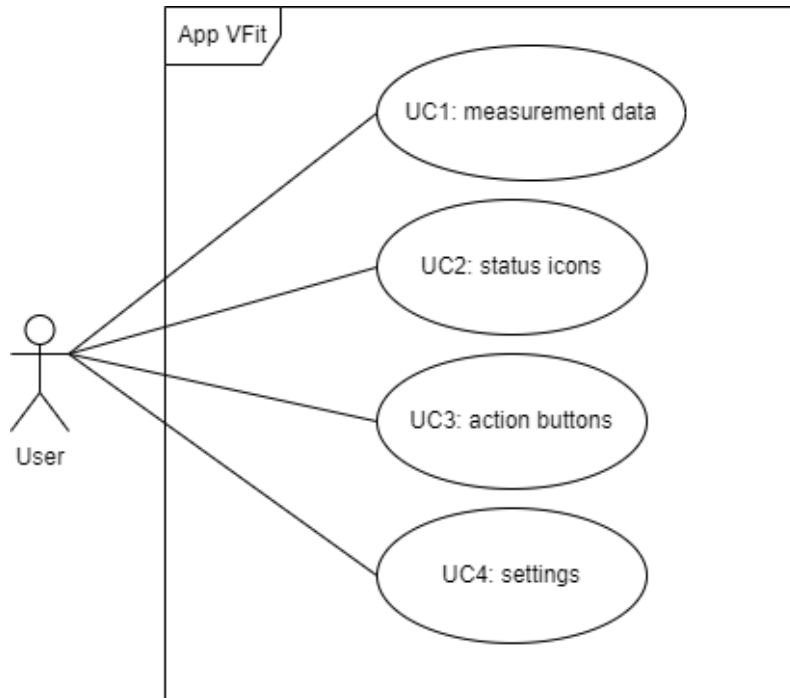 App VFit
UC1: measurement data
UC2: status icons
UC3: action buttons
User
UC4: settings